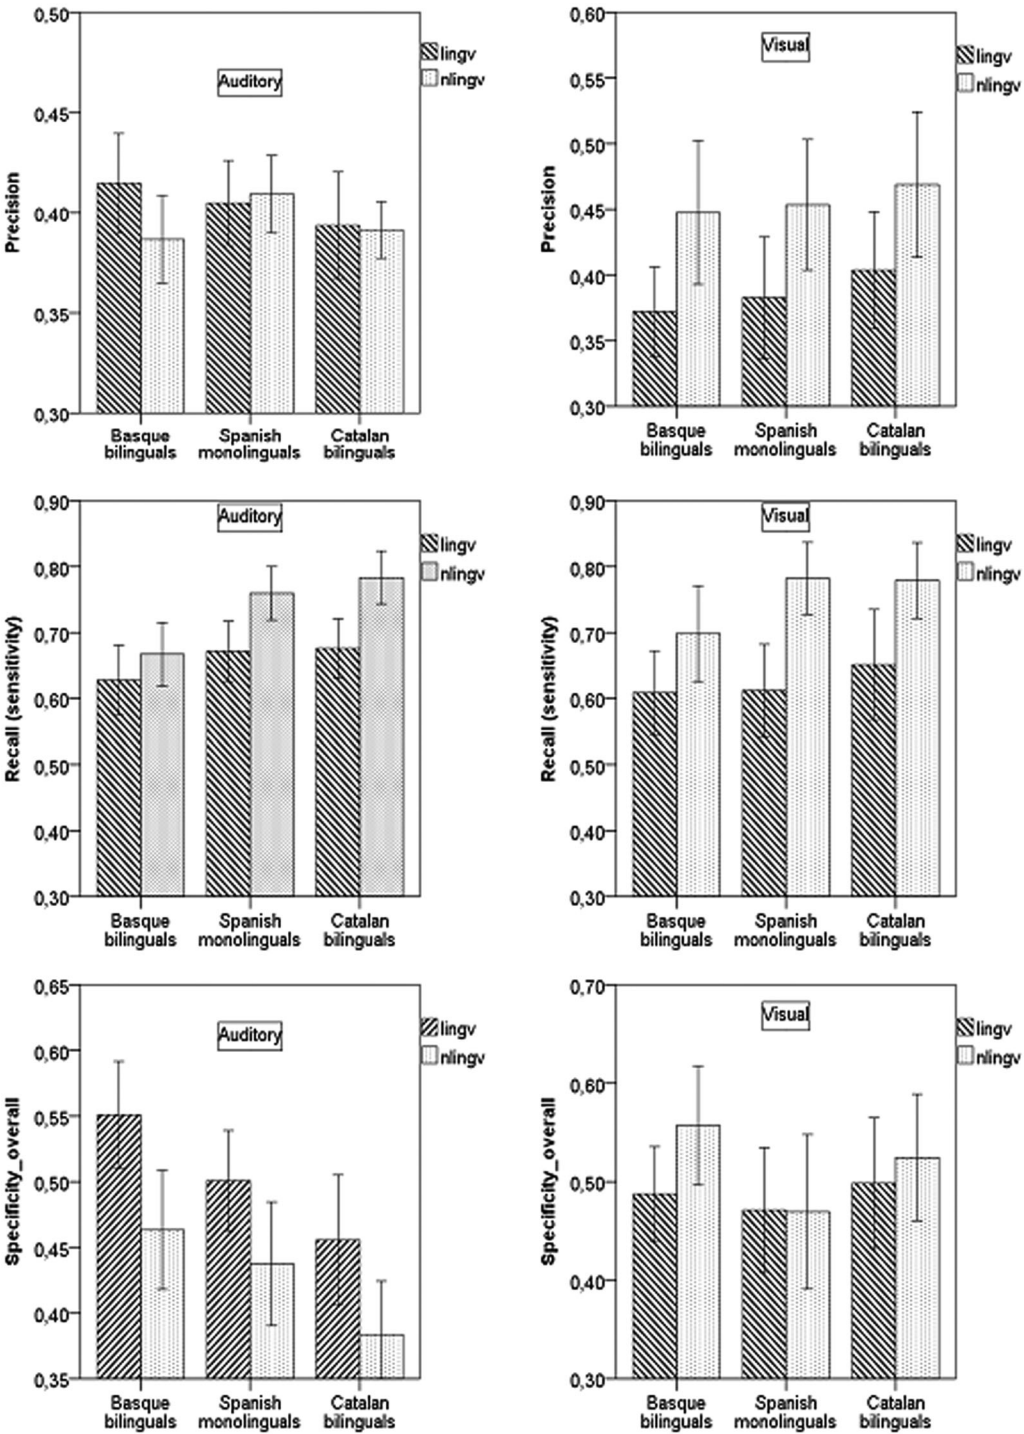 Auditory
Precision
0,50
0,45
0,40
0,35
0,30
Basque
bilinguals
Spanish
monolinguals
Catalan
bilinguals
lingv
nlingv
Visual
Precision
0,60
0,55
0,50
0,45
0,40
0,35
0,30
Basque
bilinguals
Spanish
monolinguals
Catalan
bilinguals
lingv
nlingv
Auditory
Recall (sensitivity)
0,90
0,80
0,70
0,60
0,50
0,40
0,30
Basque
bilinguals
Spanish
monolinguals
Catalan
bilinguals
lingv
nlingv
Visual
Recall (sensitivity)
0,90
0,80
0,70
0,60
0,50
0,40
0,30
Basque
bilinguals
Spanish
monolinguals
Catalan
bilinguals
lingv
nlingv
Auditory
Specificity_overall
0,65
0,60
0,55
0,50
0,45
0,40
0,35
Basque
bilinguals
Spanish
monolinguals
Catalan
bilinguals
lingv
nlingv
Visual
Specificity_overall
0,70
0,60
0,50
0,40
0,30
Basque
bilinguals
Spanish
monolinguals
Catalan
bilinguals
lingv
nlingv